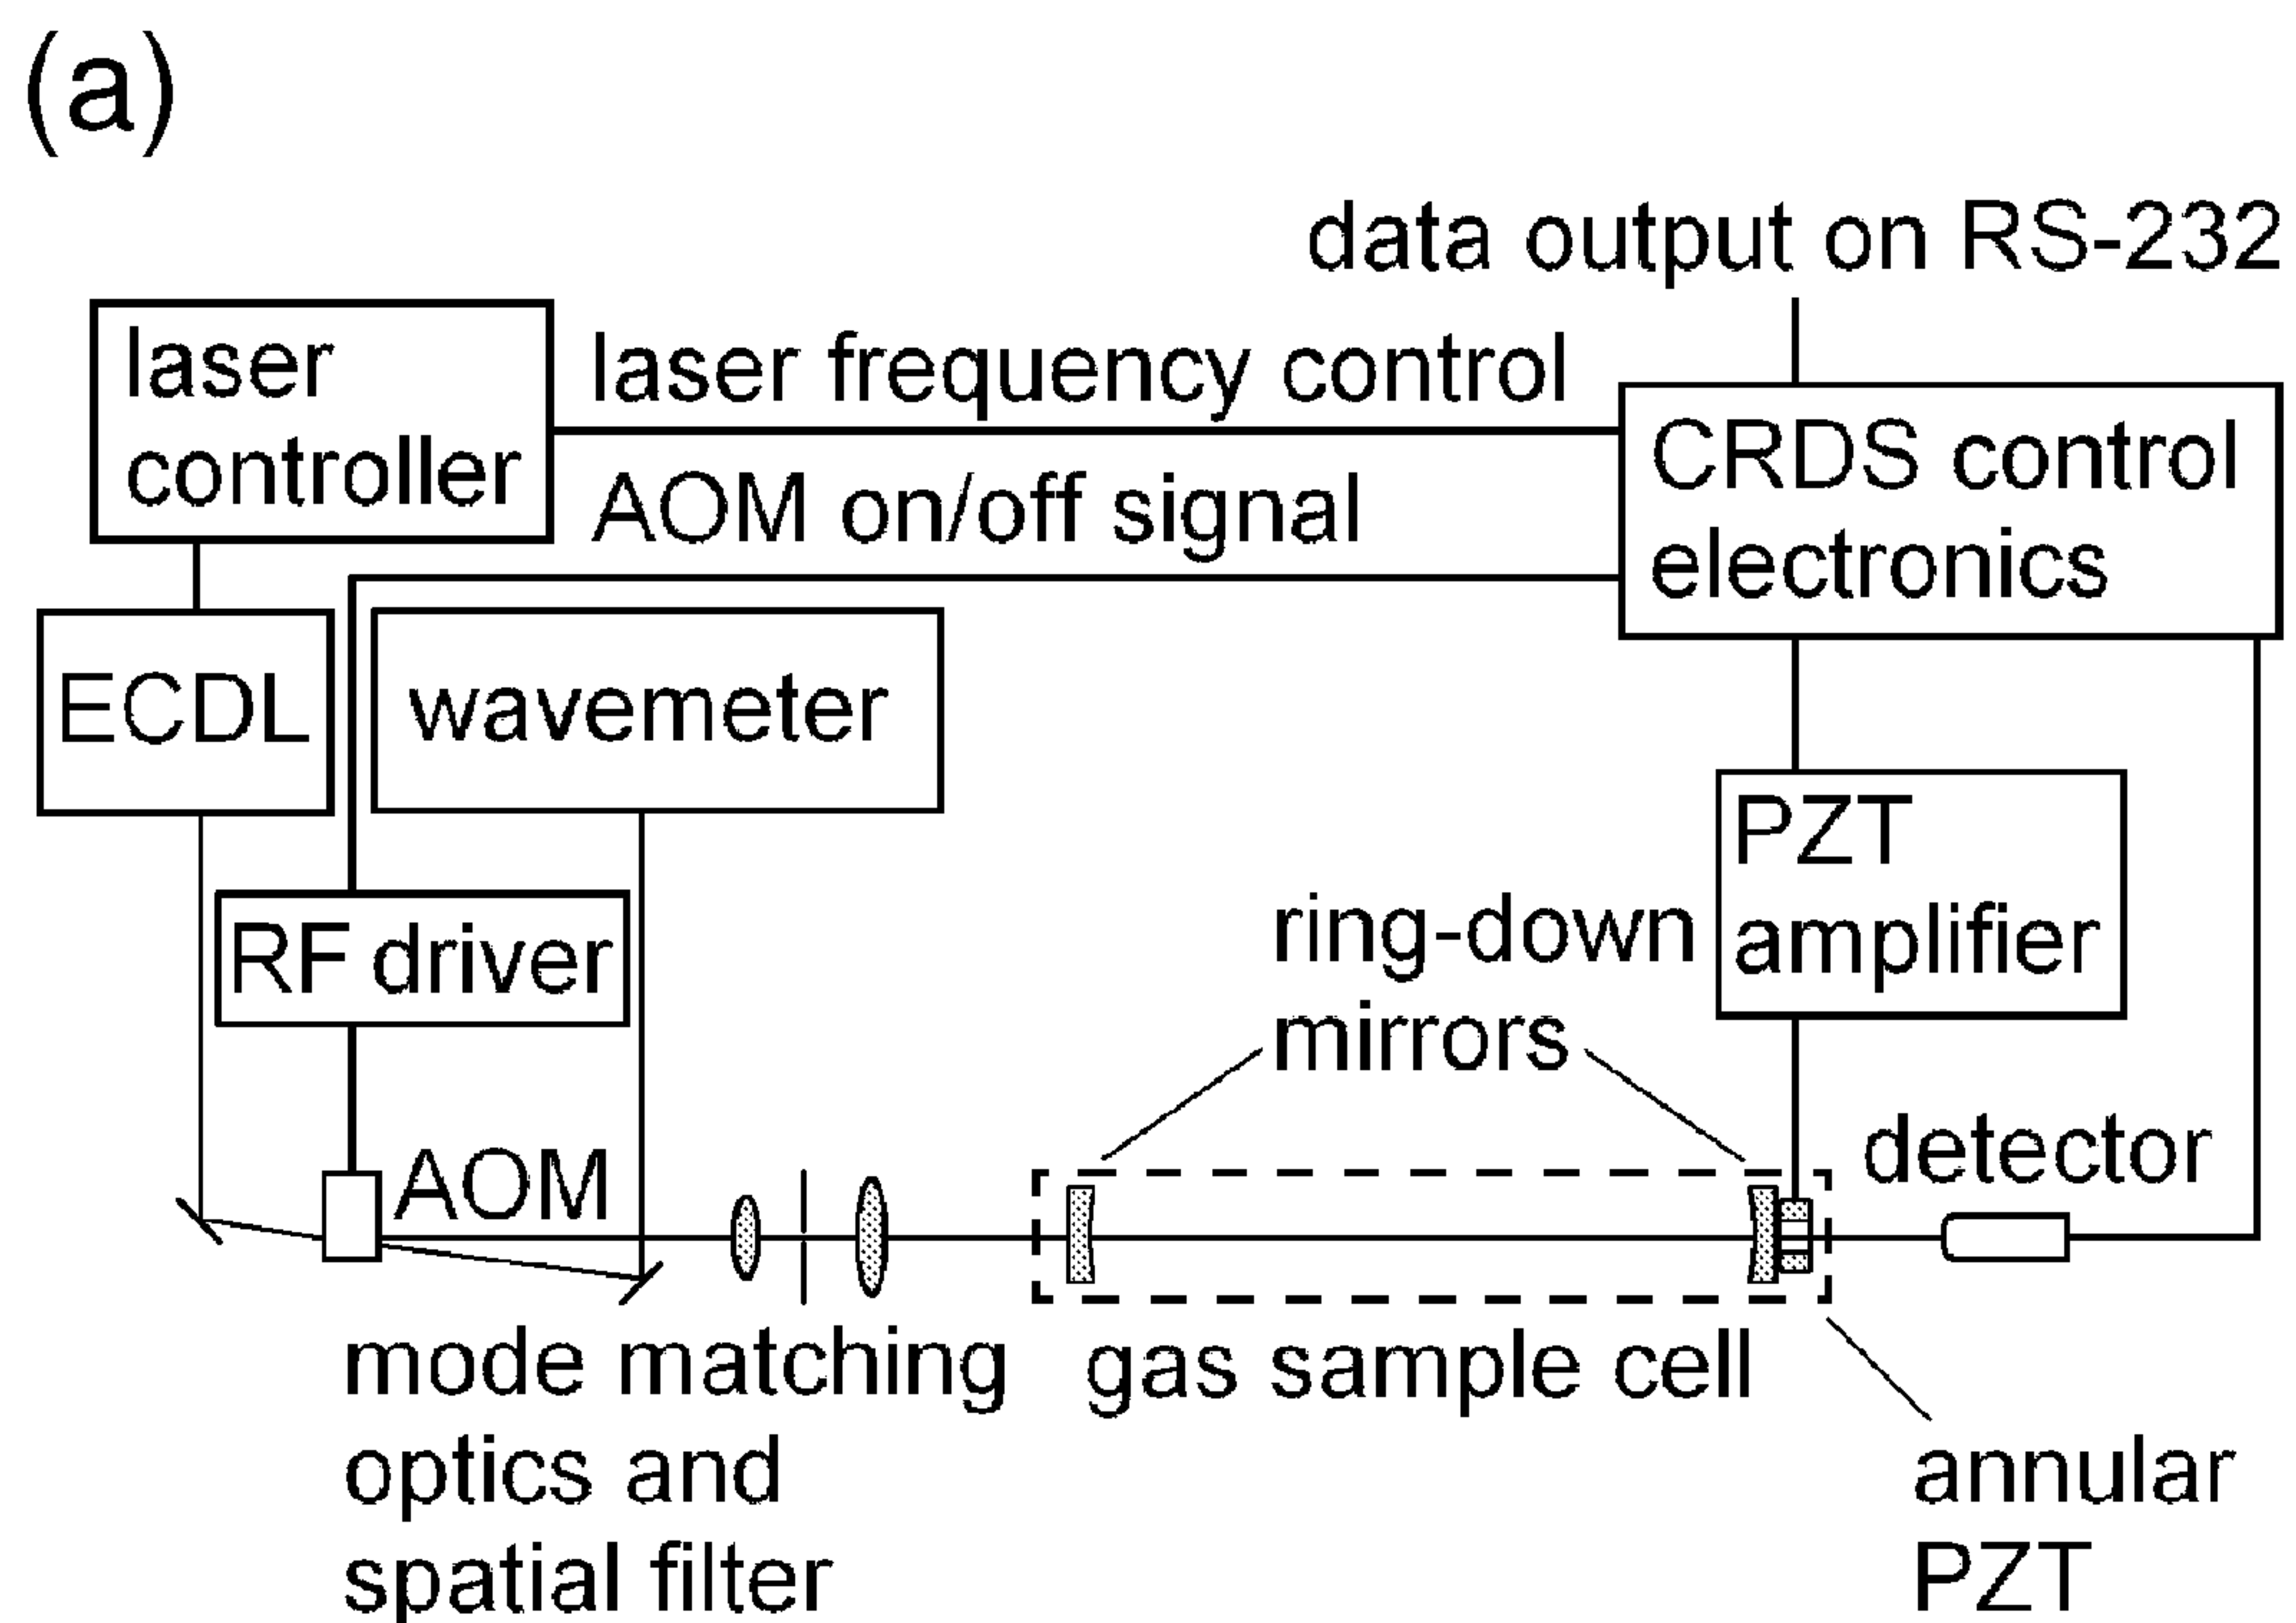 (a)
data output on RS-232
laser
controller
laser frequency control
AOM on/off signal
CRDS control
electronics
ECDL
wavemeter
PZT
amplifier
RF driver
ring-down
mirrors
AOM
detector
mode matching
optics and
spatial filter
gas sample cell
annular
PZT